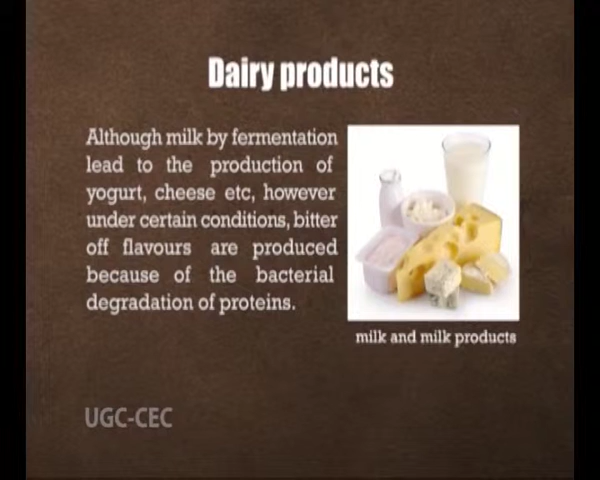 Dairy products
Although milk by fermentation
lead to the production of
yogurt, cheese etc, however
under certain conditions, bitter
off flavours are produced
because of the bacterial
degradation of proteins.
milk and milk products
UGC-CEC